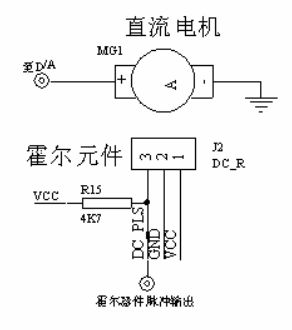 直流电机
MG1
至D/A
+ A -
霍尔元件
J2
3 2 1
DC_R
VCC
R15
4K7
DC_PLS
GND
VCC
霍尔器件脉冲输出